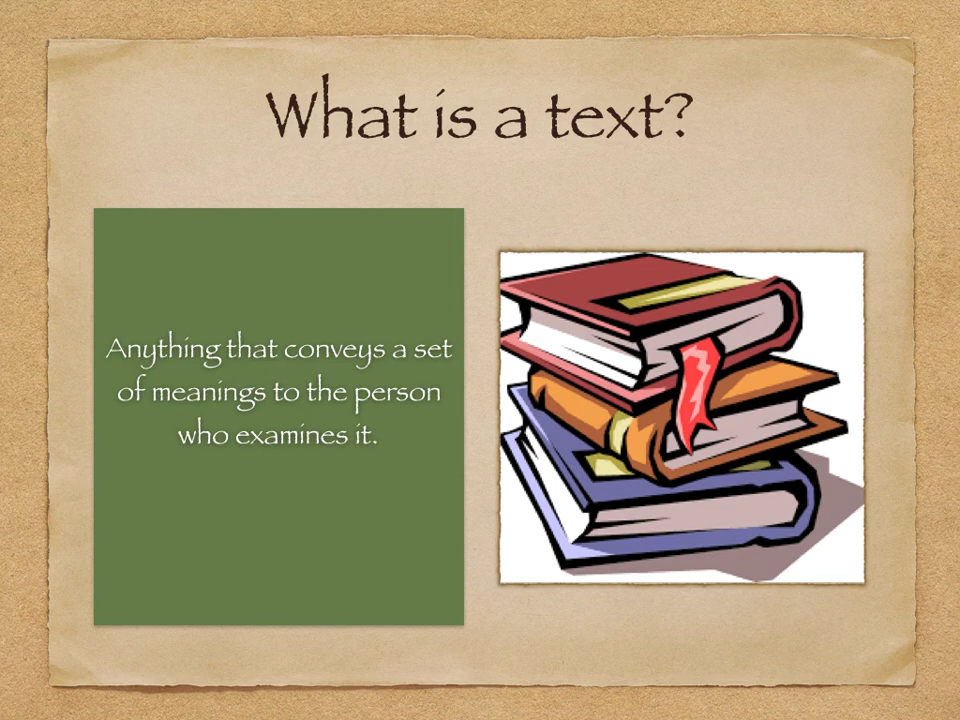 What is a text?
Anything that conveys a set
of meanings to the person
who examines it.